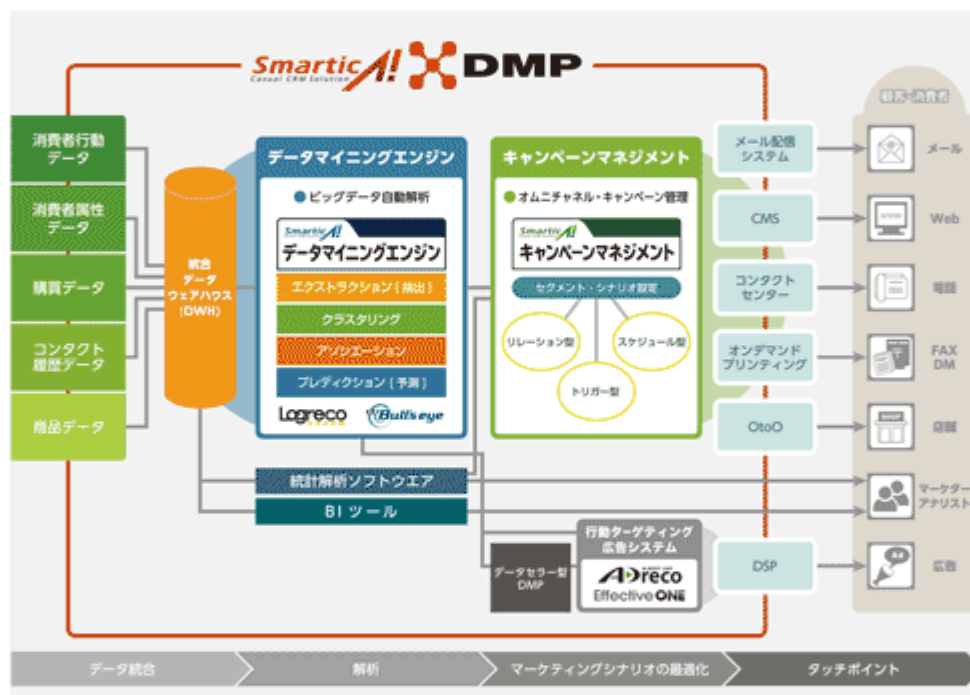 Smartic A! DMP
Casual CRM Solution
顧客・消費者
消費者行動
データ
消費者属性
データ
購買データ
コンタクト
履歴データ
商品データ
統合
データ
ウェアハウス
(DWH)
データマイニングエンジン
●ビッグデータ自動解析
Smartic A!
データマイニングエンジン
エクストラクション{抽出}
クラスタリング
アソシエーション
プレディクション{予測}
Logreco Bull's eye
統計解析ソフトウエア
BIツール
キャンペーンマネジメント
●オムニチャネル・キャンペーン管理
Smartic A!
キャンペーンマネジメント
セグメント・シナリオ設定
リレーション型
スケジュール型
トリガー型
データセラー型
DMP
行動ターゲティング
広告システム
ADreco
Effective ONE
メール配信
システム
CMS
コンタクト
センター
オンデマンド
プリンティング
OtoO
DSP
メール
WWW
Web
電話
FAX
DM
SHOP
店舗
マーケター
アナリスト
Ad
広告
データ統合
解析
マーケティングシナリオの最適化
タッチポイント